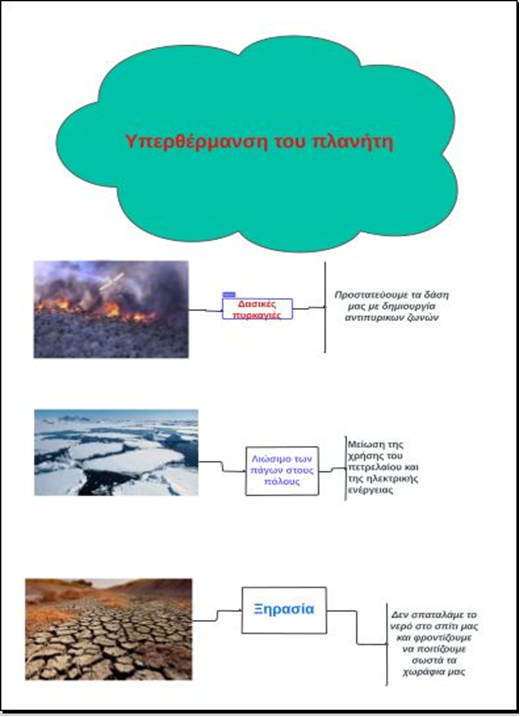 Υπερθέρμανση του πλανήτη
Δασικές
πυρκαγιές
Προστατεύουμε τα δάση
μας με δημιουργία
αντιπυρικων ζωνών
Λιώσιμο των
πάγων στους
πόλους
Μείωση της
χρήσης του
πετρελαίου και
της ηλεκτρικής
ενέργειας
Ξηρασία
Δεν σπαταλάμε το
νερό στο σπίτι μας
και φροντίζουμε
να ποιτίζουμε
σωστά τα
χωράφια μας